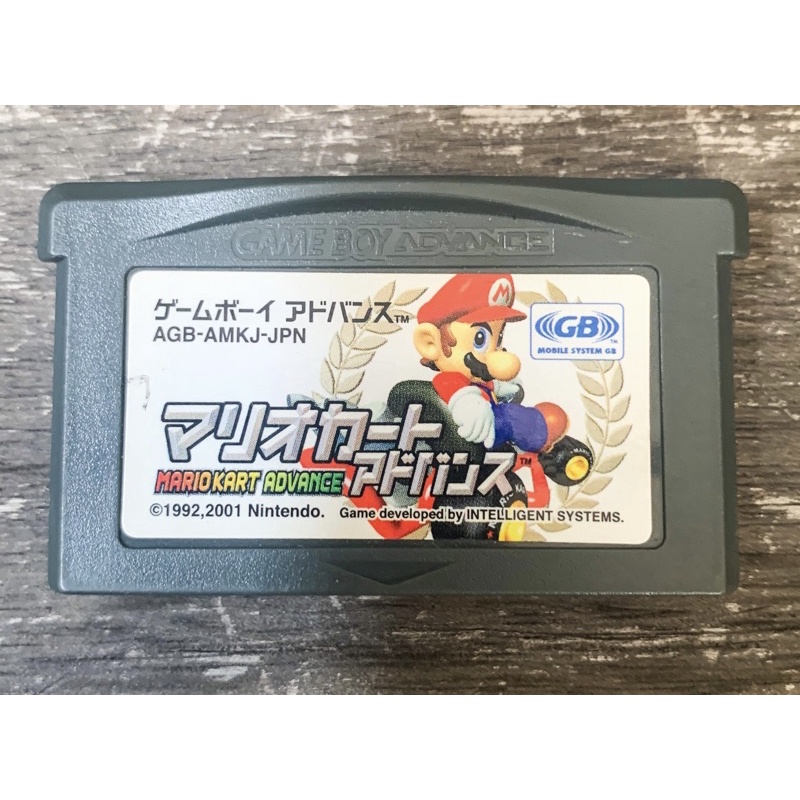 GAME BOY ADVANCE
ゲームボーイ アドバンス™
AGB-AMKJ-JPN
GB™
MOBILE SYSTEM GB
M
マリオカート
MARIO KART ADVANCE アドバンス™
©1992,2001 Nintendo. Game developed by INTELLIGENT SYSTEMS.